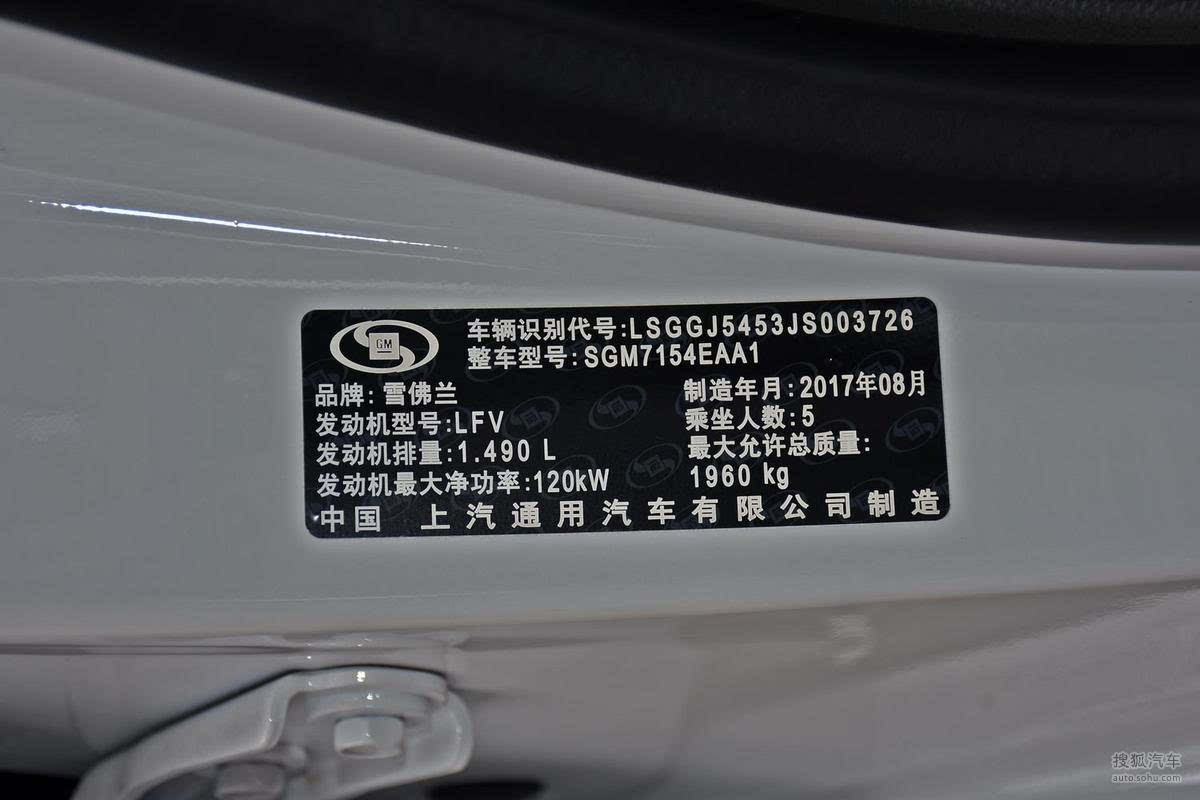 GM
车辆识别代号:LSGGJ5453JS003726
整车型号:SGM7154EAA1
品牌:雪佛兰
制造年月:2017年08月
发动机型号:LFV
乘坐人数:5
发动机排量:1.490 L
最大允许总质量:
发动机最大净功率:120kW
1960 kg
中国 上汽通用汽车有限公司制造
搜狐汽车
auto.sohu.com